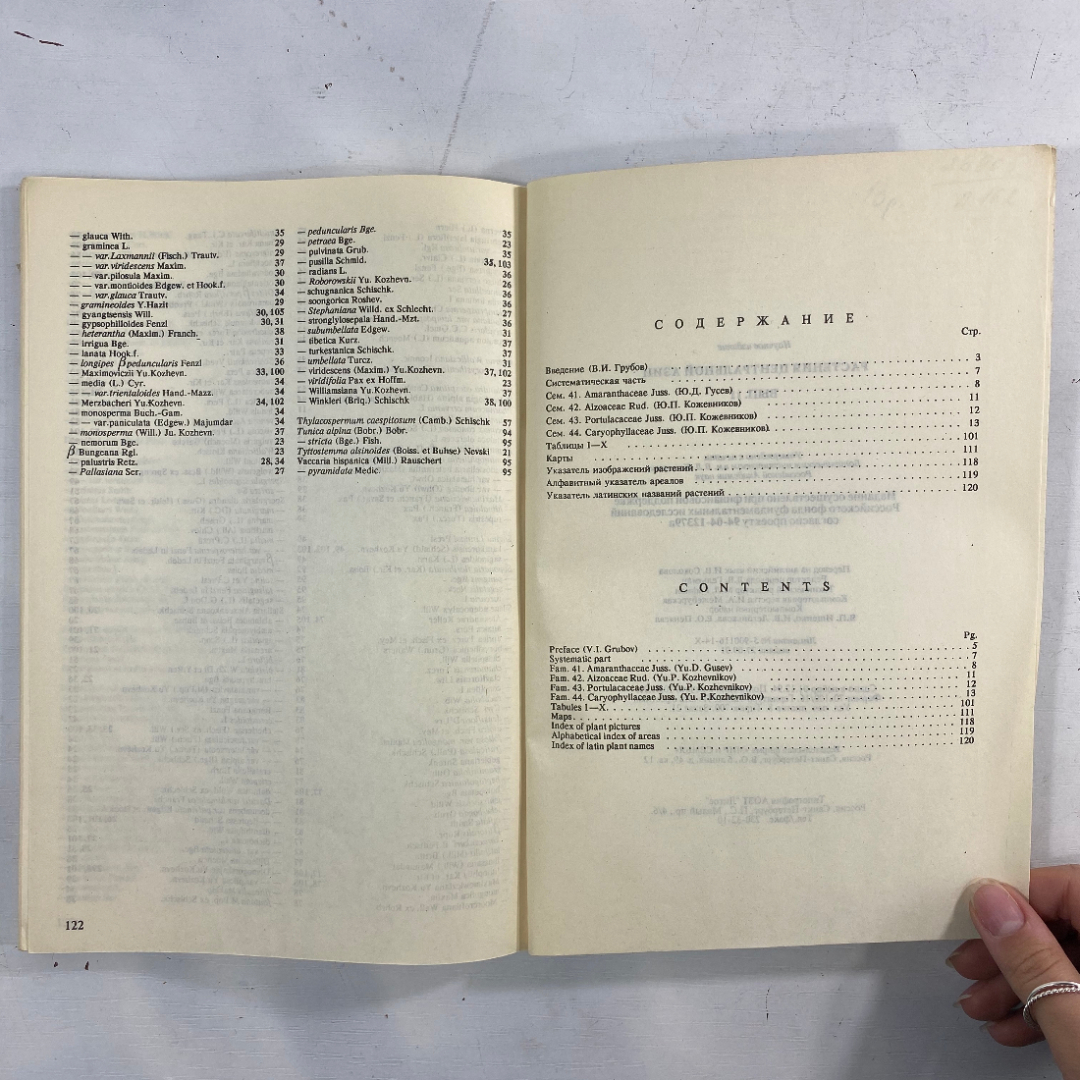 — glauca With. 35
— graminea L. 29
— — var.Laxmannii (Fisch.) Trautv. 29
— — var.viridescens Maxim. 37
— — var.pilosula Maxim. 30
— — var.montioides Edgew. et Hook.f. 30
— — var.glauca Trautv. 34
— gramineoides Y.Hazit 29
— gyangtsensis Will. 30, 105
— gypsophilloides Fenzl 30, 31
— heterantha (Maxim.) Franch. 38
— irrigua Bge. 31
— lanata Hook.f. 33
— longipes β peduncularis Fenzl 36
— Maximoviczii Yu.Kozhevn. 33, 100
— media (L.) Cyr. 34
— — var.trientaloides Hand.-Mazz. 34
— Merzbacheri Yu.Kozhevn. 34, 102
— monosperma Buch.-Gam. 34
— — var.paniculata (Edgew.) Majumdar 34
— monosperma (Will.) Ju. Kozhevn. 37
— nemorum Bge. 23
β Bungeana Rgl. 23
— palustris Retz. 28, 34
— Pallasiana Ser. 27
122
— peduncularis Bge. 35
— petraea Bge. 23
— pulvinata Grub. 35
— pusilla Schmid. 35, 103
— radians L. 36
— Roborowskii Yu. Kozhevn. 26
— schugnanica Schischk. 36
— soongorica Roshev. 36
— Stephaniana Willd. ex Schlecht. 27
— strongylosepala Hand.-Mzt. 36
— subumbellata Edgew. 31
— tibetica Kurz. 37
— turkestanica Schischk. 37
— umbellata Turcz. 31
— viridescens (Maxim.) Yu.Kozhevn. 37, 102
— viridifolia Pax ex Hoffm. 23
— Williamsiana Yu.Kozhevn. 37
— Winkleri (Briq.) Schischk 38, 100
Thylacospermum caespitosum (Camb.) Schischk 57
Tunica alpina (Bobr.) Bobr. 94
— stricta (Bge.) Fish. 95
Tyttostemma alsinoides (Boiss. et Buhse) Nevski 21
Vaccaria hispanica (Mill.) Rauschert 95
— pyramidata Medic. 95
СОДЕРЖАНИЕ
Стр.
Введение (В.И. Грубов) 3
Систематическая часть 7
Сем. 41. Amaranthaceae Juss. (Ю.Д. Гусев) 8
Сем. 42. Aizoaceae Rud. (Ю.П. Кожевников) 11
Сем. 43. Portulacaceae Juss. (Ю.П. Кожевников) 12
Сем. 44. Caryophyllaceae Juss. (Ю.П. Кожевников) 13
Таблицы I—X 101
Карты 111
Указатель изображений растений 118
Алфавитный указатель ареалов 119
Указатель латинских названий растений 120
CONTENTS
Pg.
Preface (V.I. Grubov) 5
Systematic part 7
Fam. 41. Amaranthaceae Juss. (Yu.D. Gusev) 8
Fam. 42. Aizoaceae Rud. (Yu.P. Kozhevnikov) 11
Fam. 43. Portulacaceae Juss. (Yu.P. Kozhevnikov) 12
Fam. 44. Caryophyllaceae Juss. (Yu. P.Kozhevnikov) 13
Tabules I—X 101
Maps 111
Index of plant pictures 118
Alphabetical index of areas 119
Index of latin plant names 120